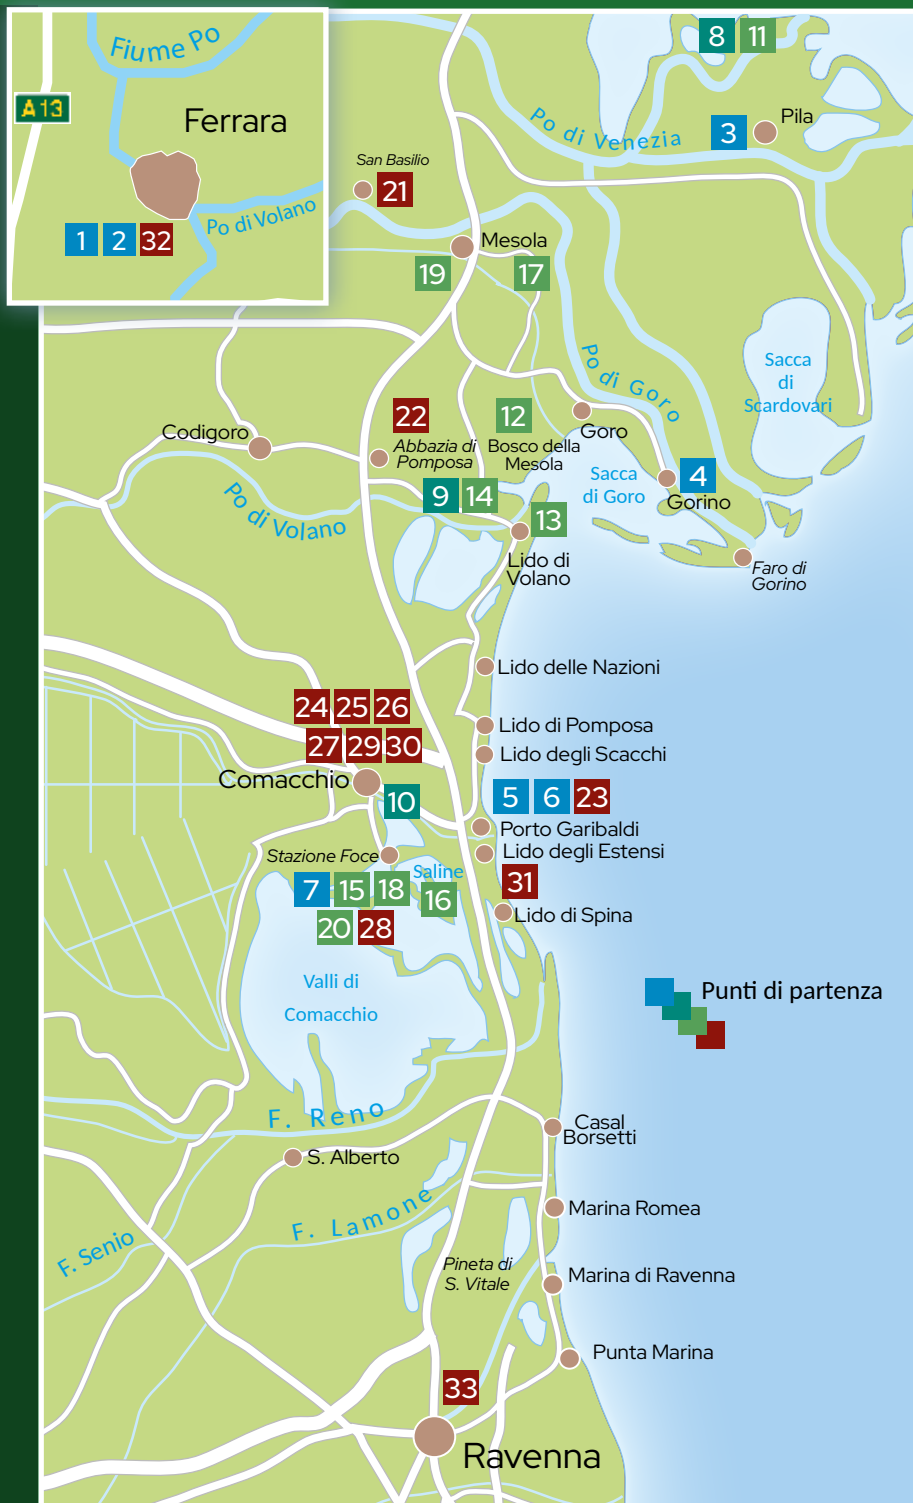 Fiume Po
A13
Ferrara
Po di Volano
1 2 32
8 11
Po di Venezia
3
Pila
San Basilio
21
Mesola
19
17
Po di Goro
Sacca
di
Scardovari
22
Abbazia di
Pomposa
12
Bosco della
Mesola
Goro
Codigoro
Sacca
di Goro
4
Gorino
Po di Volano
9 14
13
Lido di
Volano
Faro di
Gorino
Lido delle Nazioni
24 25 26
Lido di Pomposa
27 29 30
Lido degli Scacchi
Comacchio
10
5 6 23
Porto Garibaldi
Stazione Foce
Lido degli Estensi
Saline
7 15 18
16
31
20 28
Lido di Spina
Valli di
Comacchio
Punti di partenza
F. Reno
Casal
Borsetti
S. Alberto
F. Lamone
Marina Romea
F. Senio
Pineta di
S. Vitale
Marina di Ravenna
Punta Marina
33
Ravenna